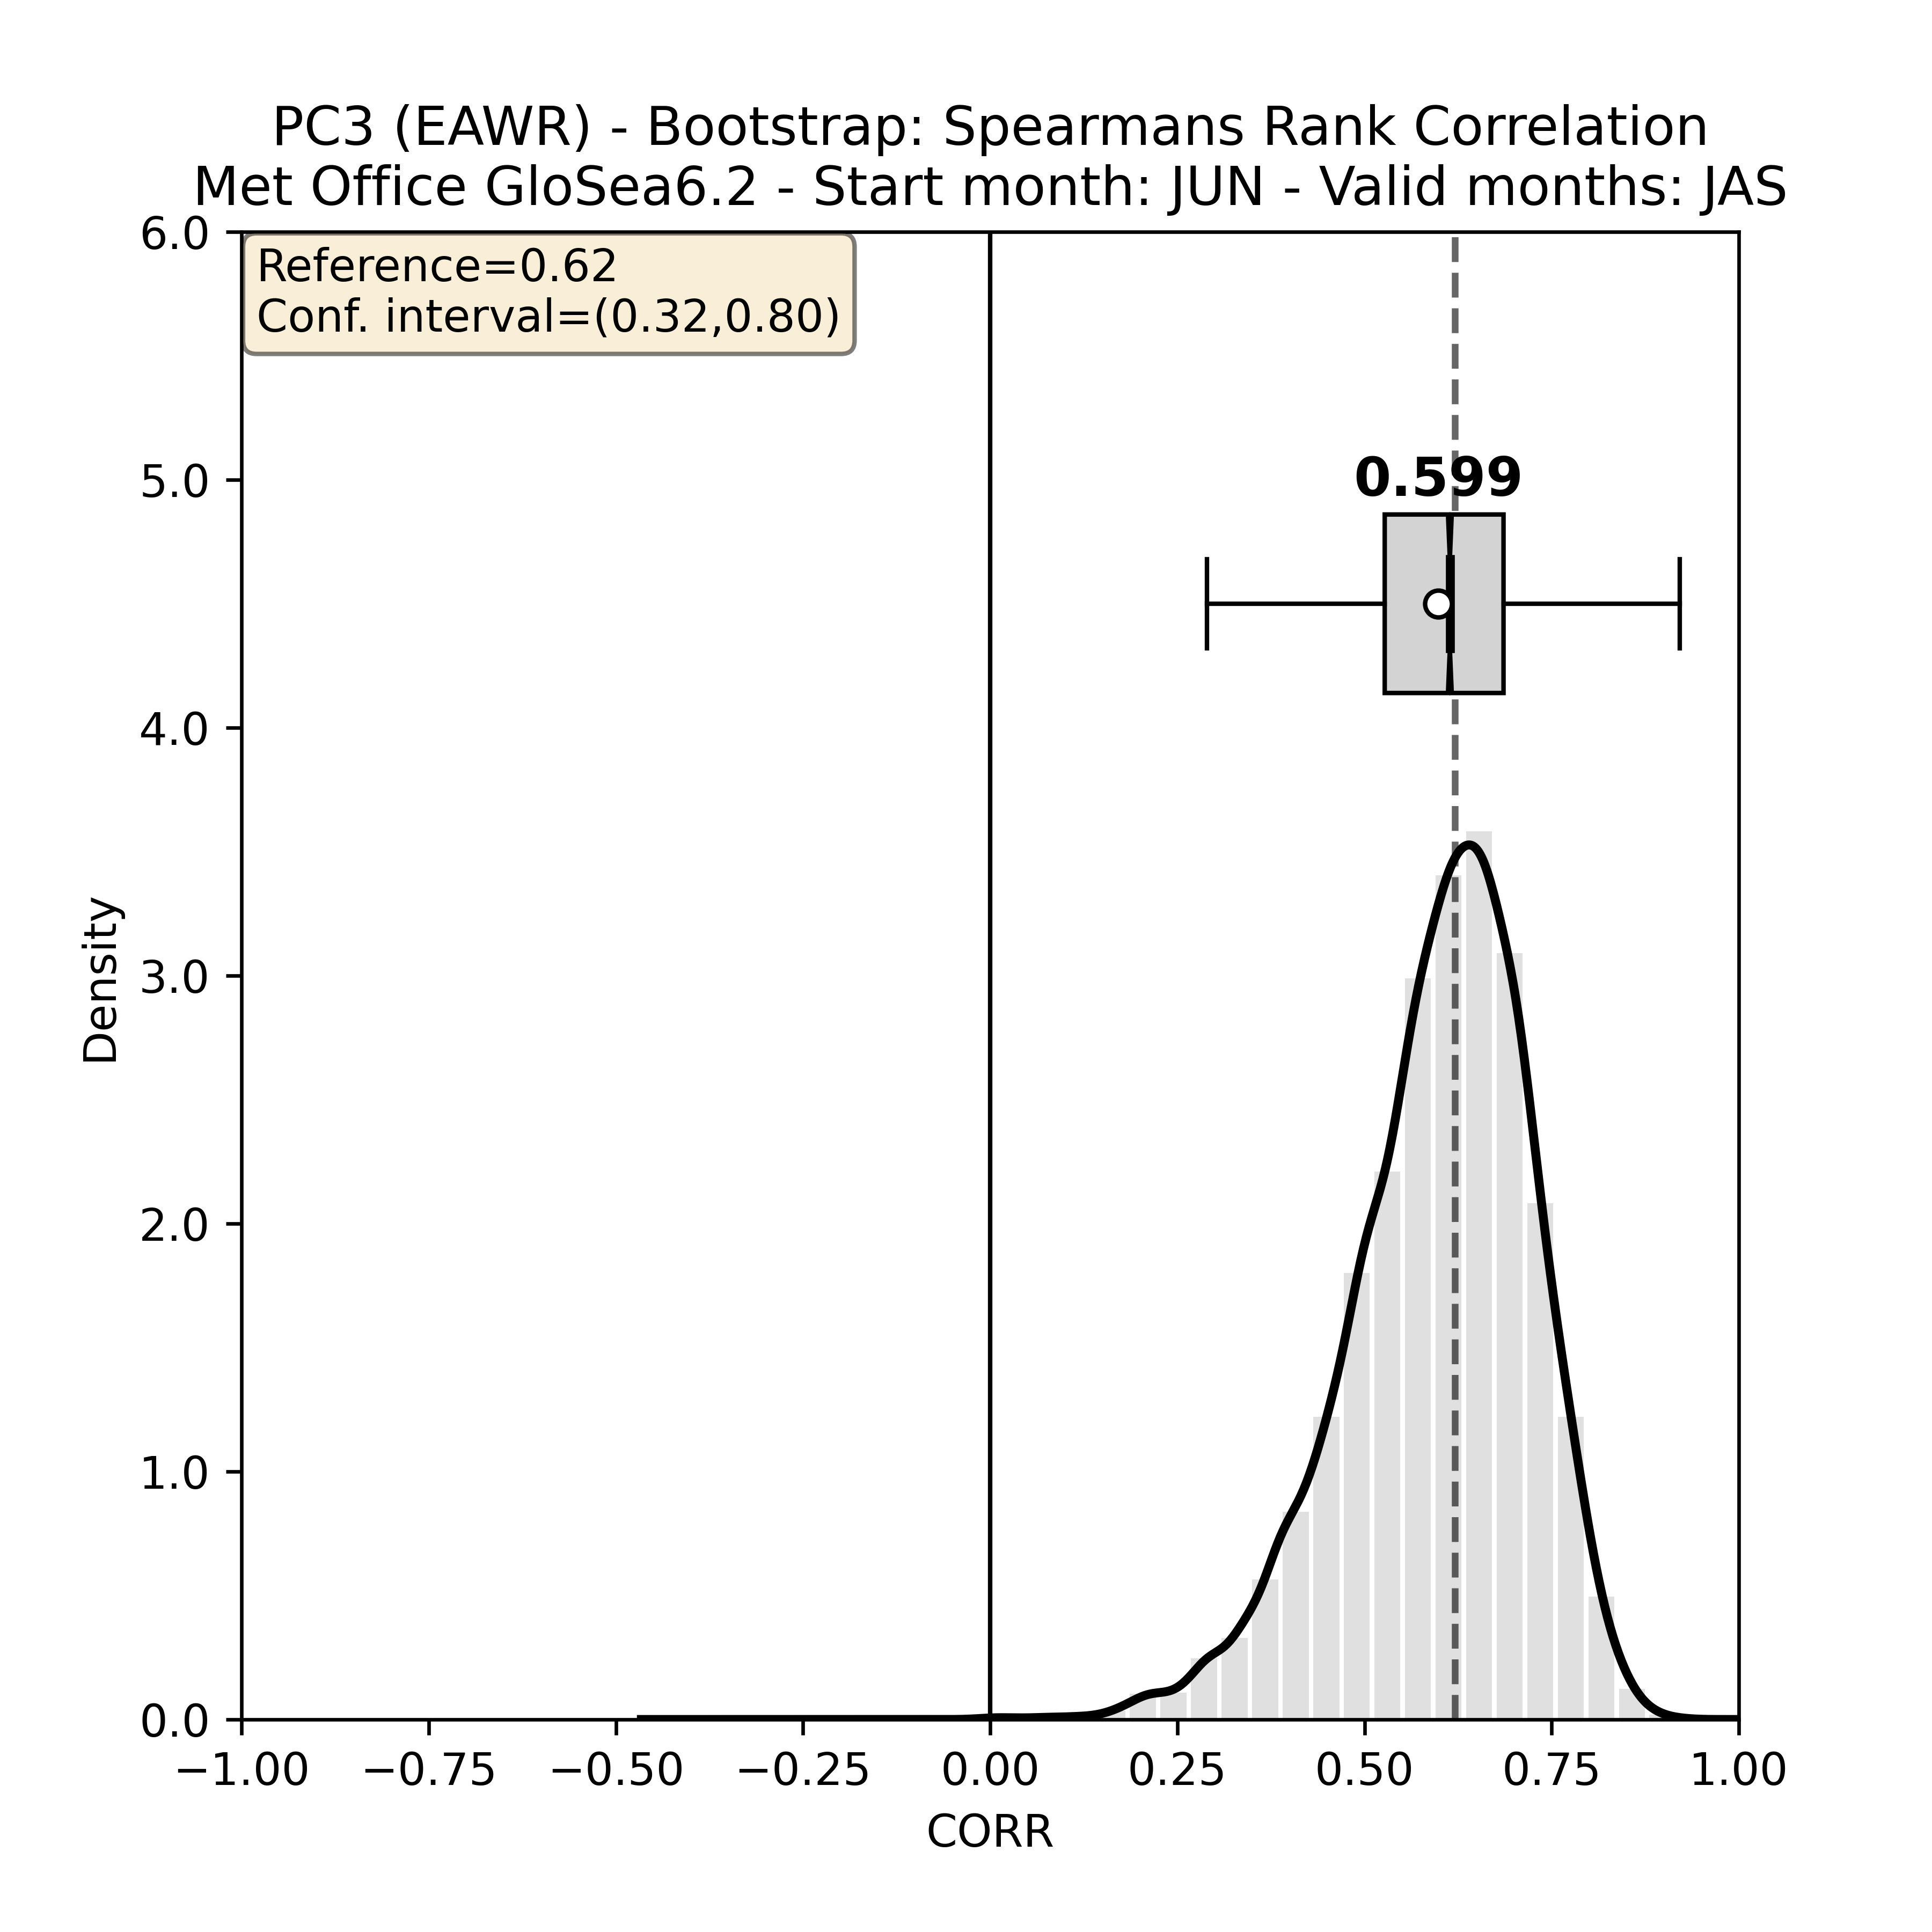 PC3 (EAWR) - Bootstrap: Spearmans Rank Correlation
Met Office GloSea6.2 - Start month: JUN - Valid months: JAS
Reference=0.62
Conf. interval=(0.32,0.80)
0.599
6.0
5.0
4.0
3.0
2.0
1.0
0.0
Density
−1.00 −0.75 −0.50 −0.25 0.00 0.25 0.50 0.75 1.00
CORR